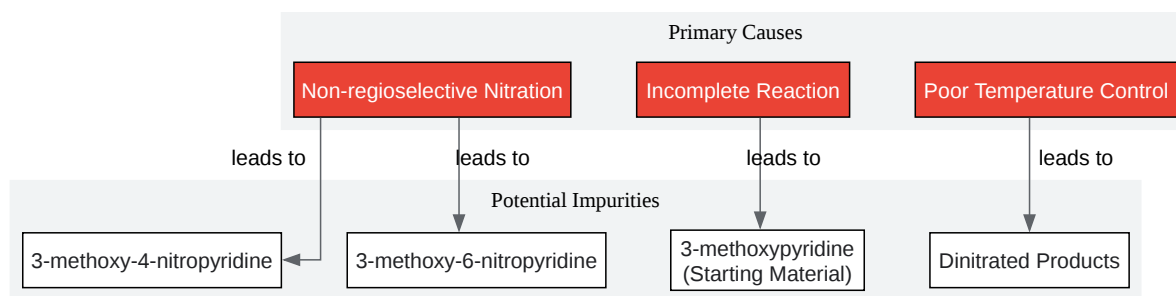 Primary Causes
Non-regioselective Nitration
Incomplete Reaction
Poor Temperature Control
leads to
leads to
leads to
leads to
Potential Impurities
3-methoxy-4-nitropyridine
3-methoxy-6-nitropyridine
3-methoxypyridine
(Starting Material)
Dinitrated Products